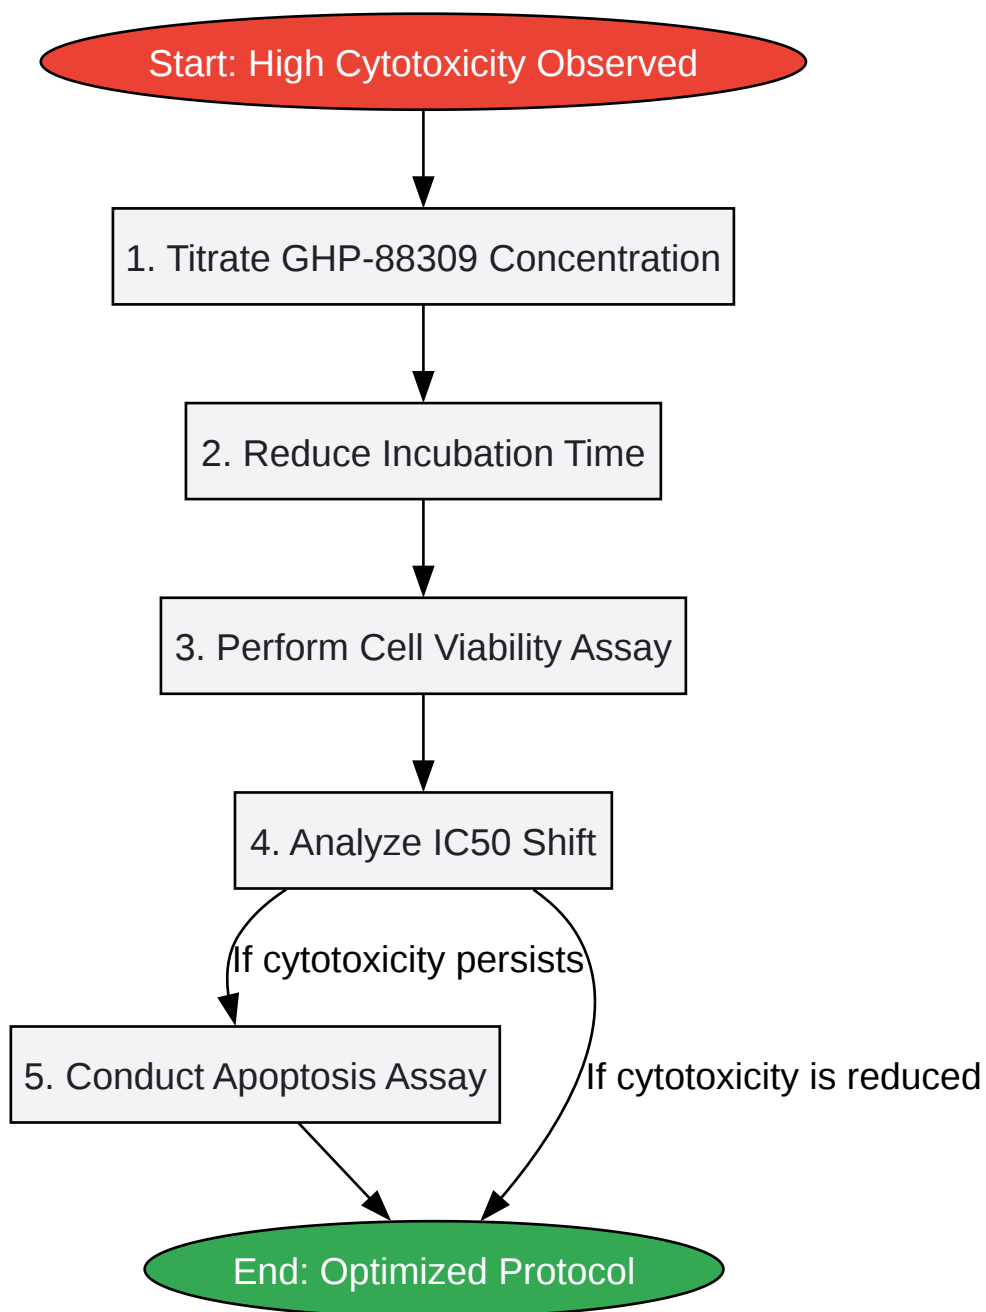 Start: High Cytotoxicity Observed
1. Titrate GHP-88309 Concentration
2. Reduce Incubation Time
3. Perform Cell Viability Assay
4. Analyze IC50 Shift
If cytotoxicity persists
5. Conduct Apoptosis Assay
If cytotoxicity is reduced
End: Optimized Protocol